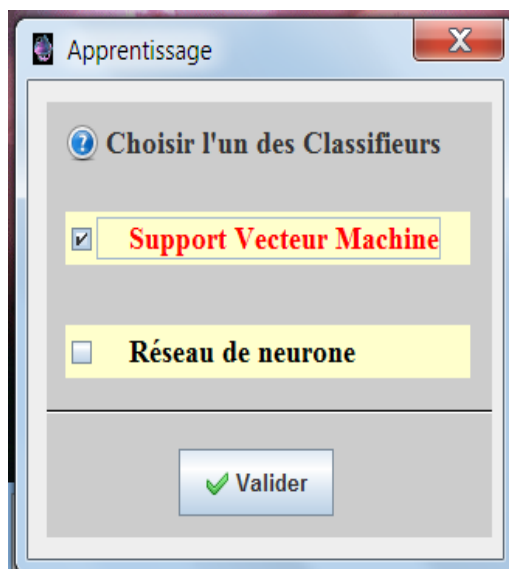 Apprentissage
Choisir l'un des Classifieurs
Support Vecteur Machine
Réseau de neurone
Valider